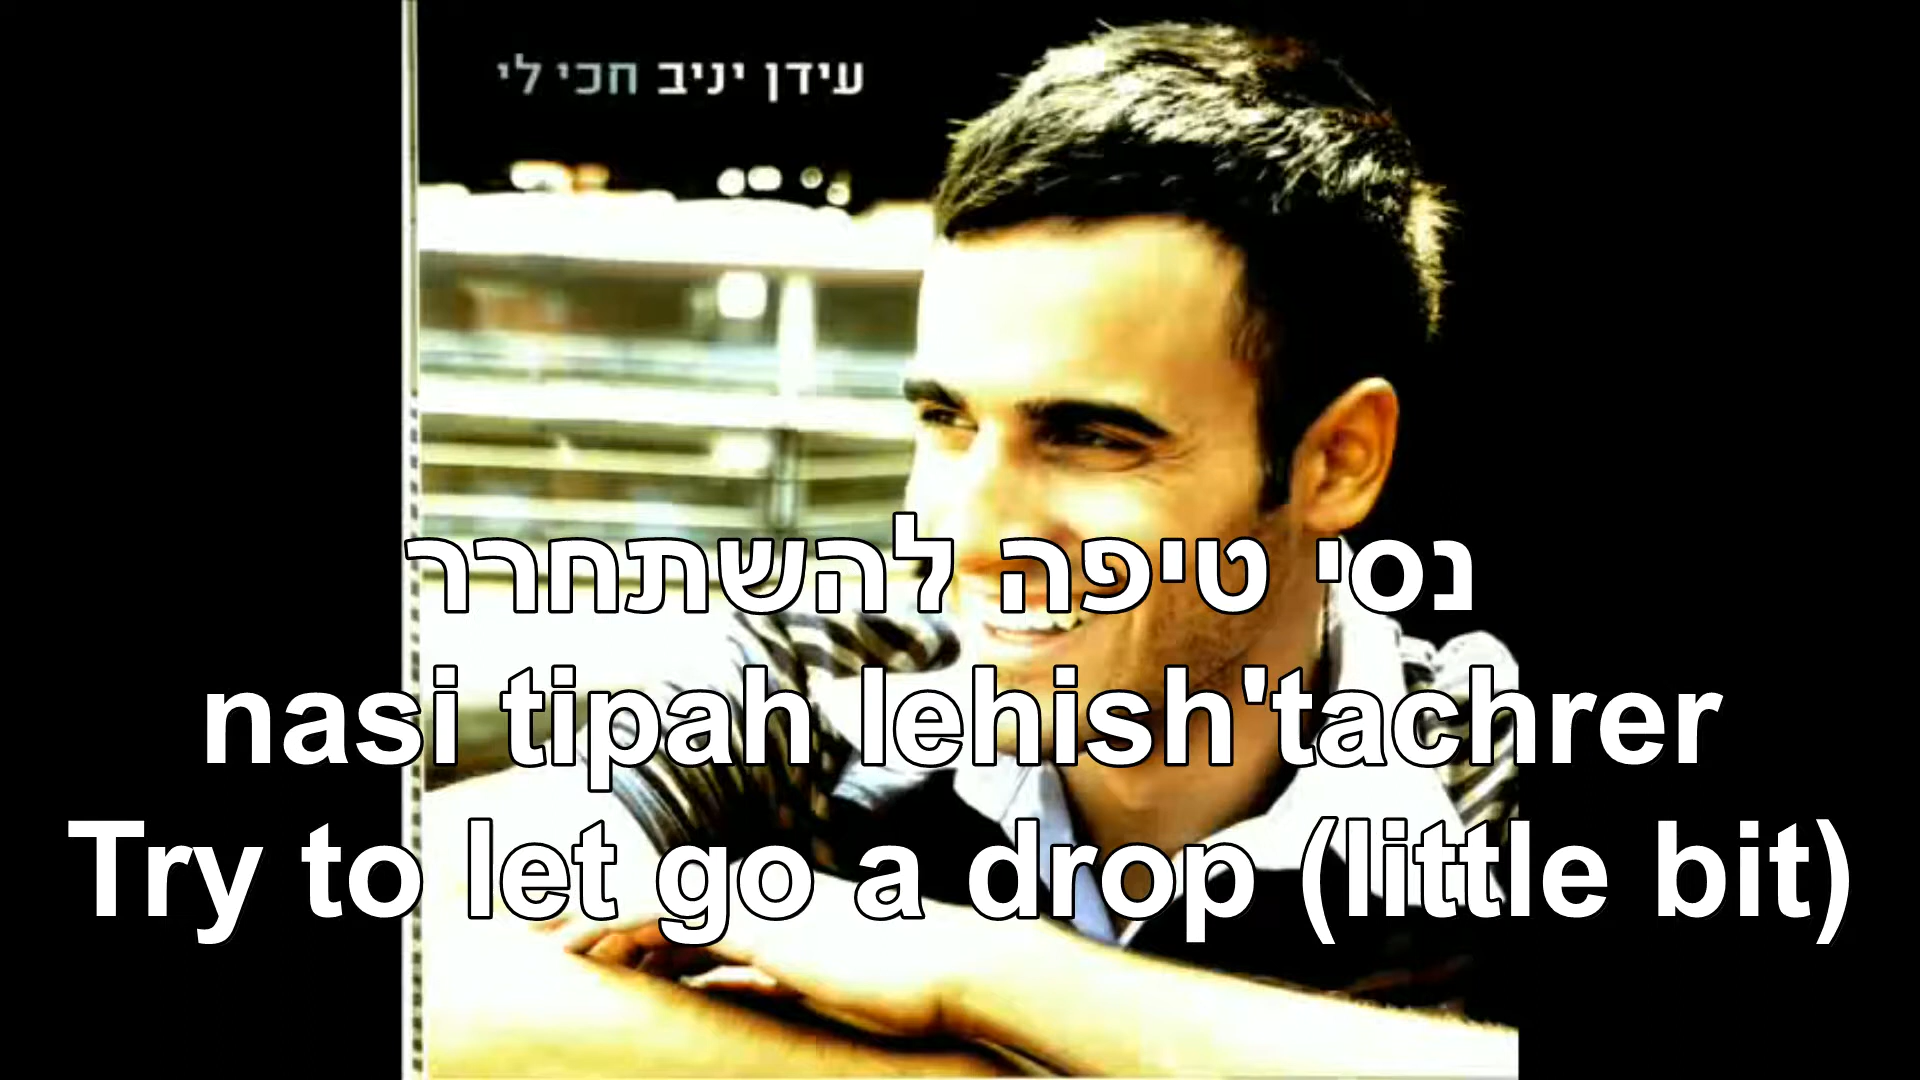 עידן יניב חכי לי
נסי טיפה להשתחרר
nasi tipah lehish'tachrer
Try to let go a drop (little bit)